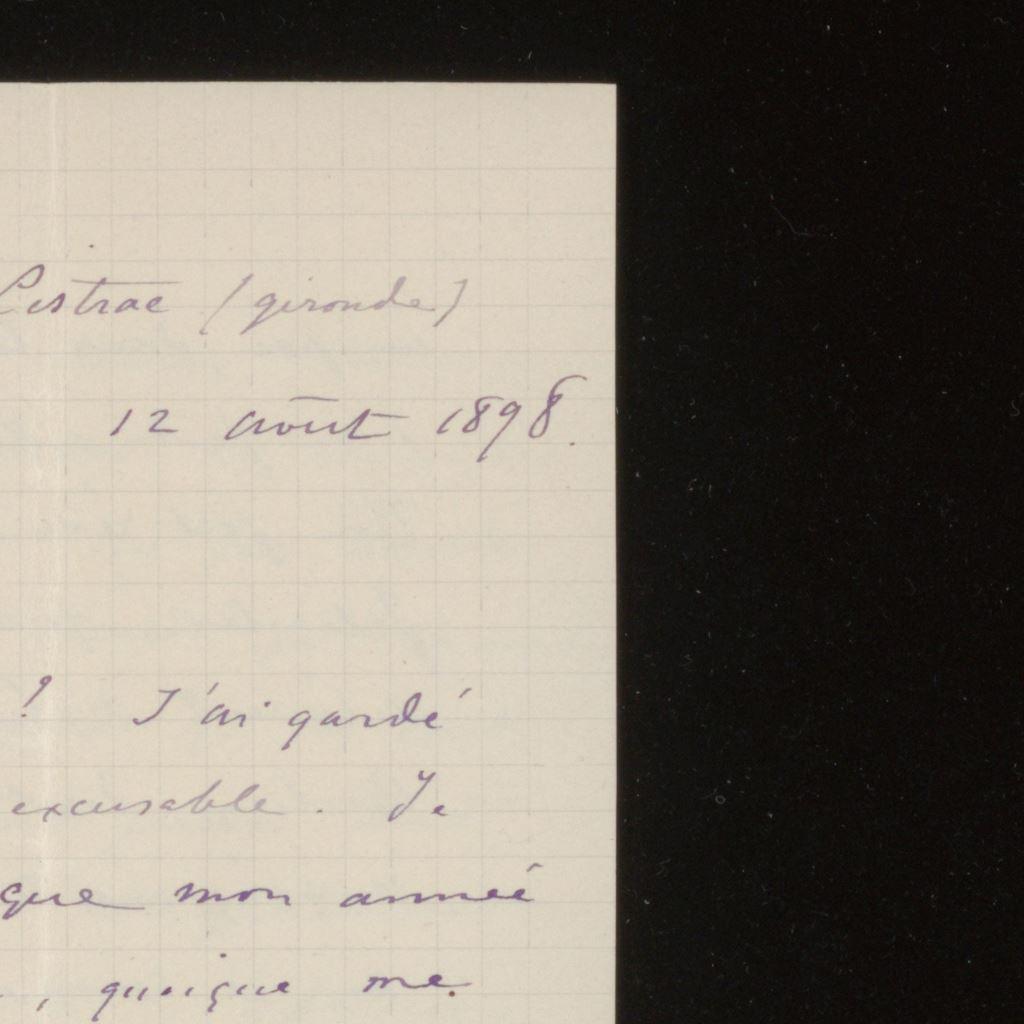 Listrac (gironde)
12 août 1898.
! J'ai gardé
excusable. Je
que mon année
, quoique me